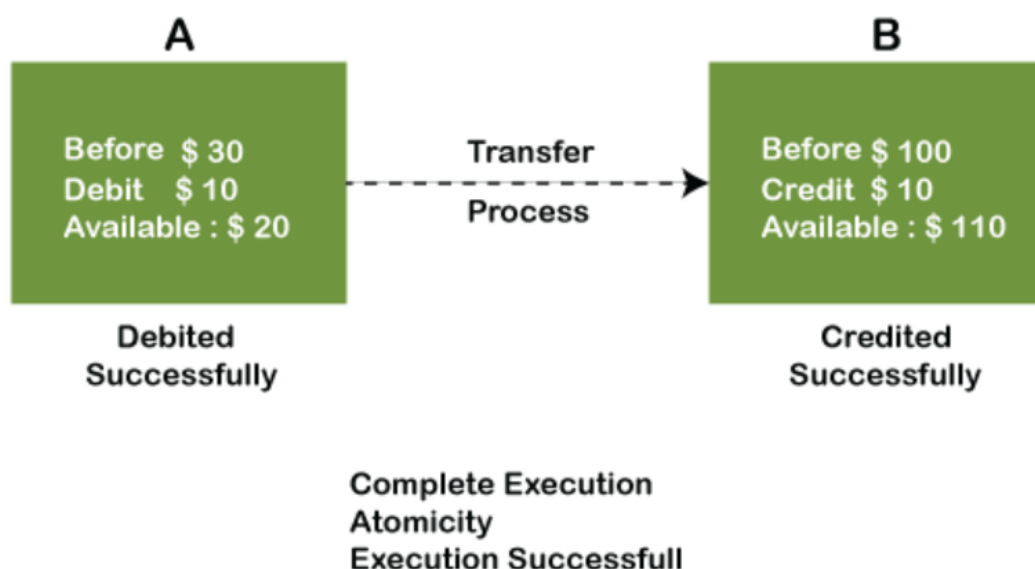 A
B
Before $ 30
Debit $ 10
Available : $ 20
Transfer
Process
Before $ 100
Credit $ 10
Available : $ 110
Debited
Successfully
Credited
Successfully
Complete Execution
Atomicity
Execution Successfull